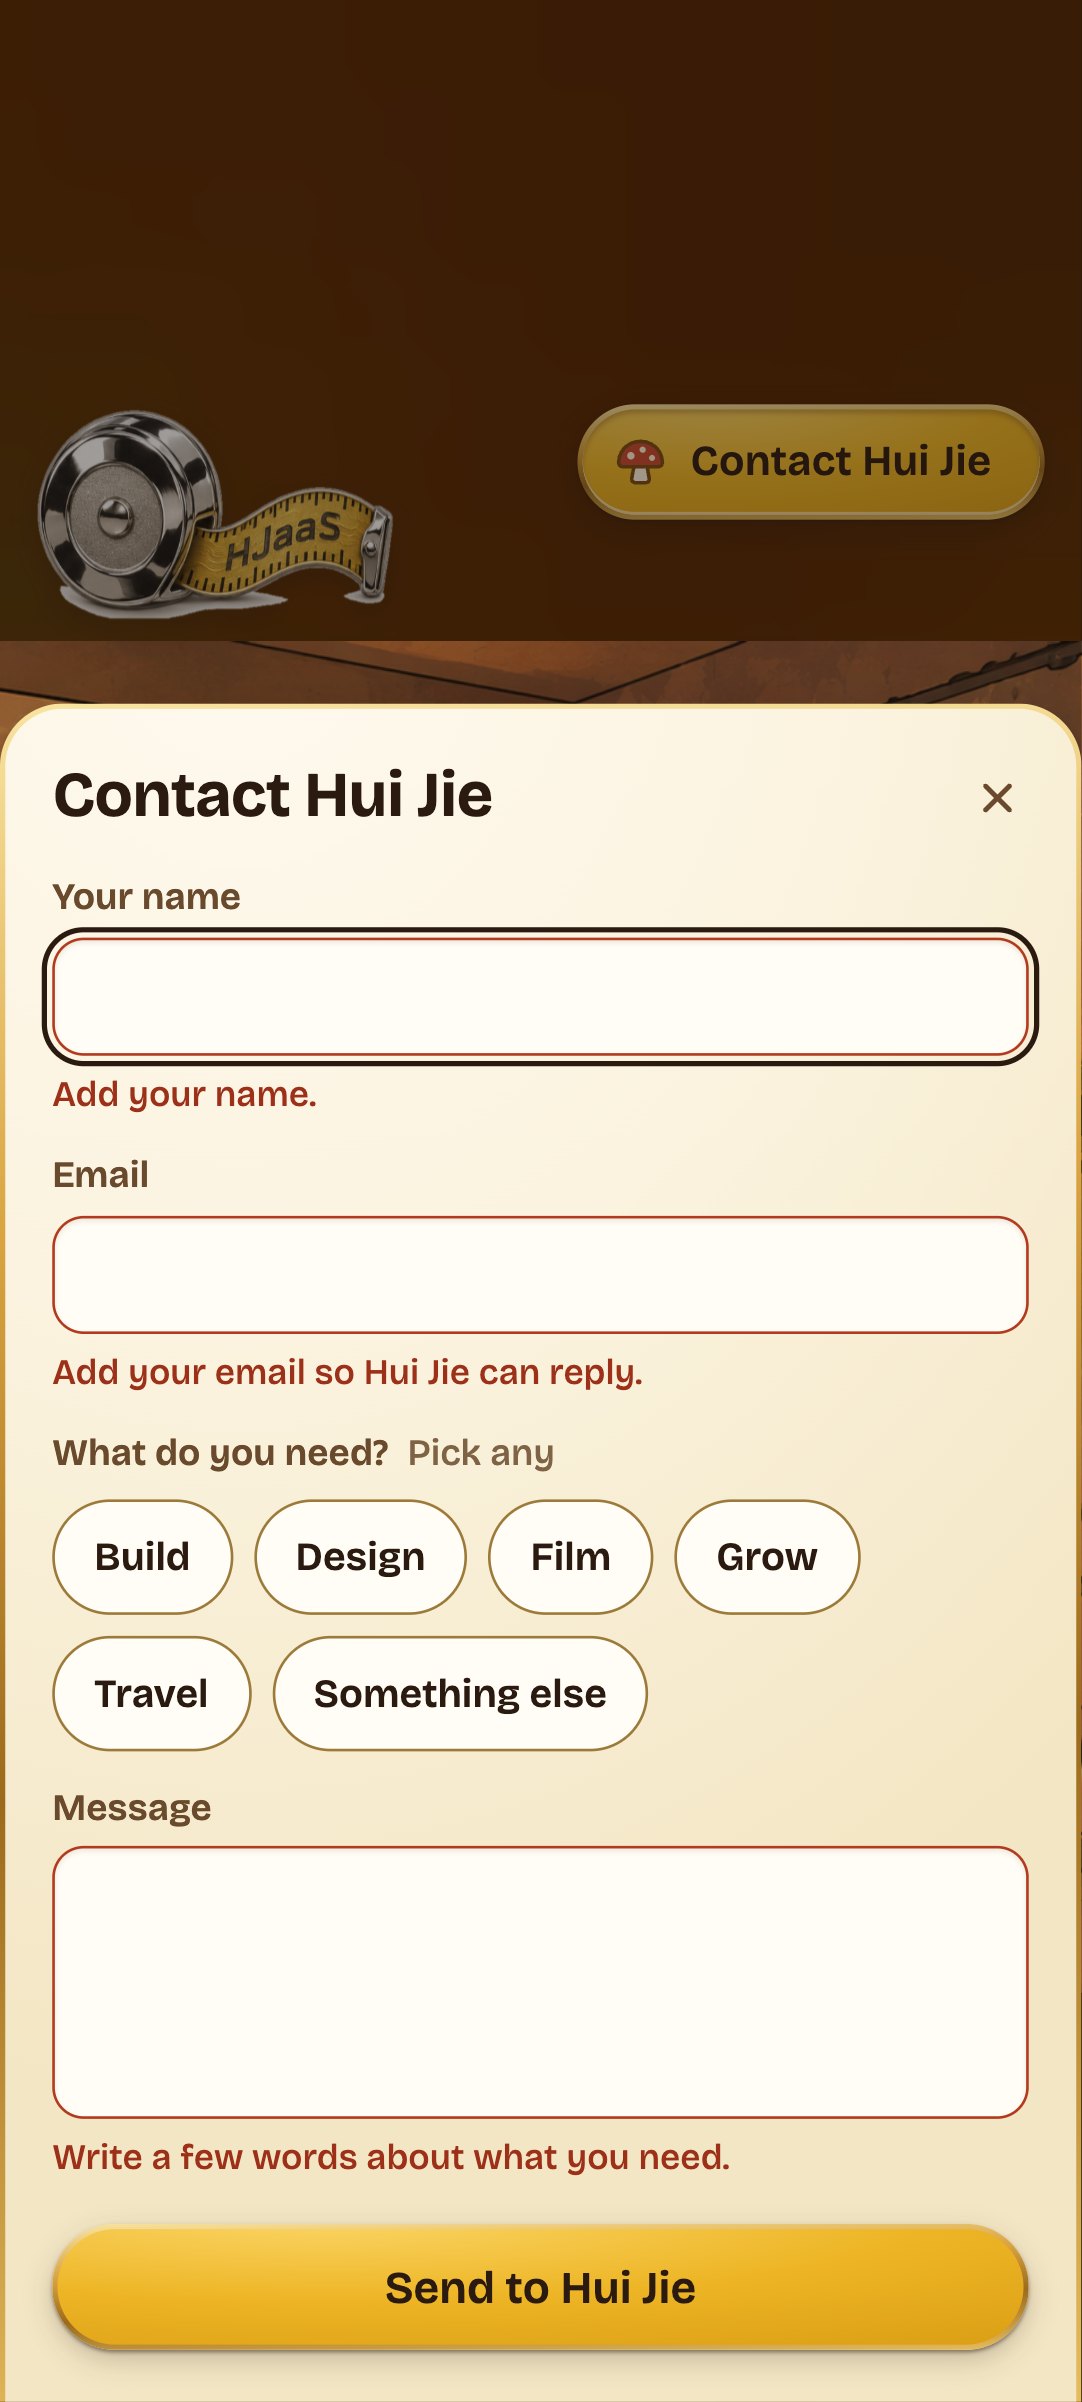 HJaaS
Contact Hui Jie
Contact Hui Jie
Your name
Add your name.
Email
Add your email so Hui Jie can reply.
What do you need? Pick any
Build Design Film Grow
Travel Something else
Message
Write a few words about what you need.
Send to Hui Jie